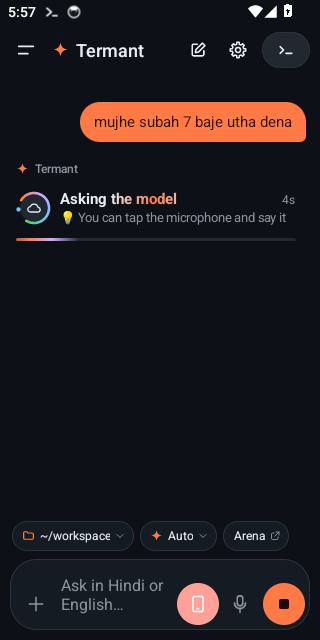 5:57
Termant
mujhe subah 7 baje utha dena
Termant
Asking the model 4s
💡 You can tap the microphone and say it
~/workspace
Auto
Arena
Ask in Hindi or
English…